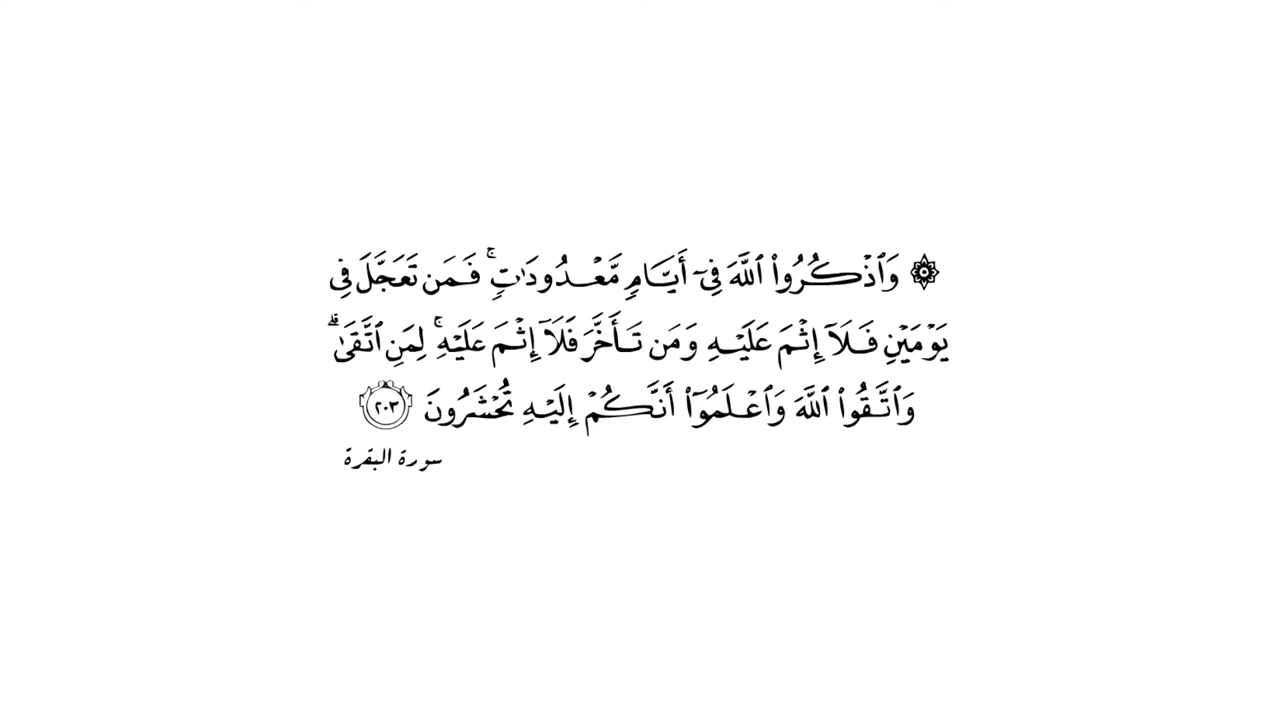 ۞ وَٱذْكُرُوا۟ ٱللَّهَ فِىٓ أَيَّامٍ مَّعْدُودَٰتٍ ۚ فَمَن تَعَجَّلَ فِى
يَوْمَيْنِ فَلَآ إِثْمَ عَلَيْهِ وَمَن تَأَخَّرَ فَلَآ إِثْمَ عَلَيْهِ ۚ لِمَنِ ٱتَّقَىٰ ۗ
وَٱتَّقُوا۟ ٱللَّهَ وَٱعْلَمُوٓا۟ أَنَّكُمْ إِلَيْهِ تُحْشَرُونَ ٢٠٣
سورة البقرة